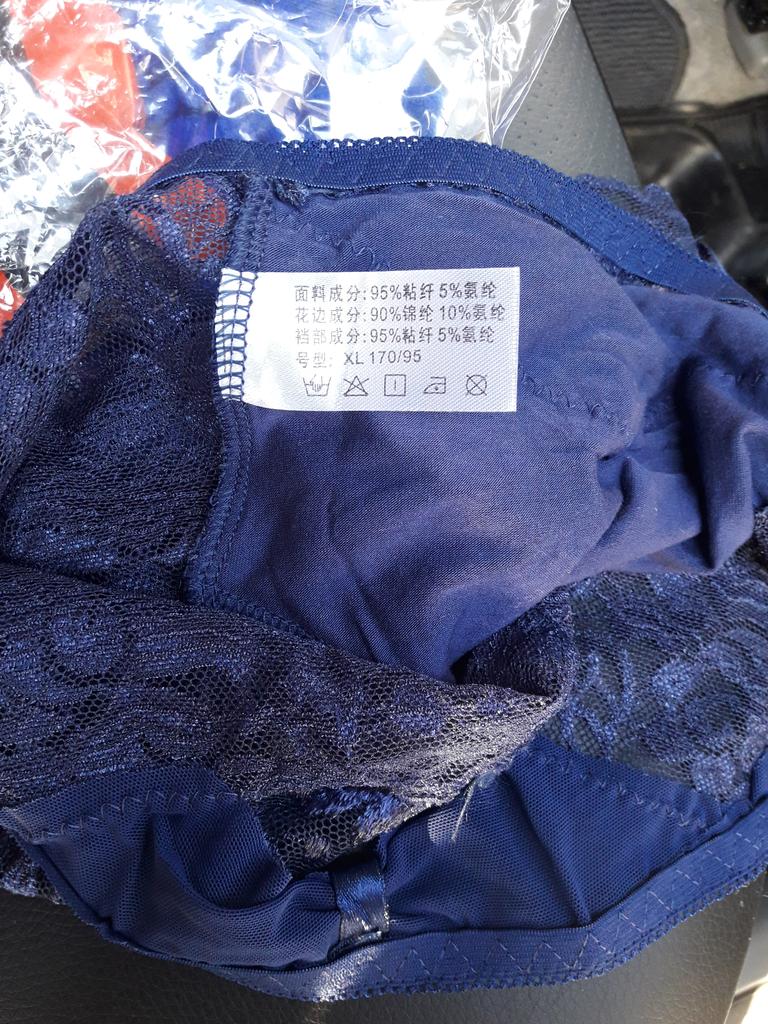 面料成分: 95%粘纤 5%氨纶
花边成分: 90%锦纶 10%氨纶
裆部成分: 95%粘纤 5%氨纶
号型: XL 170/95